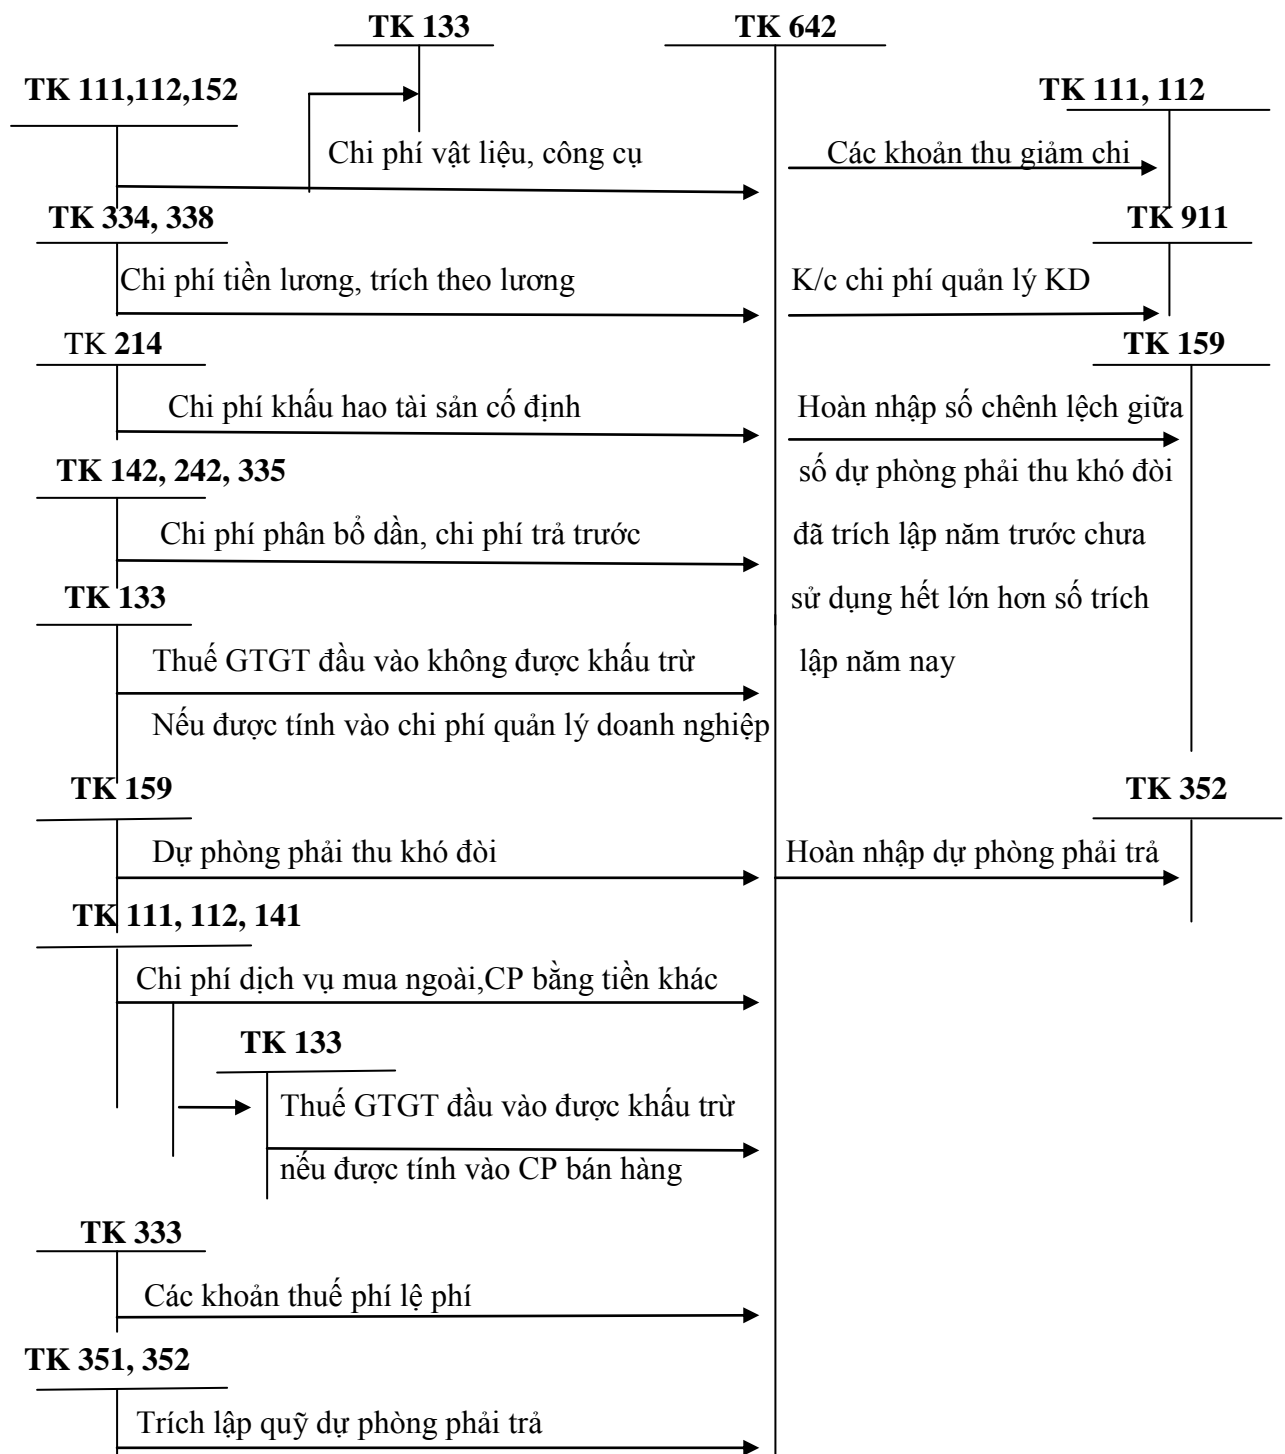 TK 133
TK 642
TK 111,112,152
TK 111, 112
Chi phí vật liệu, công cụ
Các khoản thu giảm chi
TK 334, 338
TK 911
Chi phí tiền lương, trích theo lương
K/c chi phí quản lý KD
TK 214
TK 159
Chi phí khấu hao tài sản cố định
Hoàn nhập số chênh lệch giữa
TK 142, 242, 335
số dự phòng phải thu khó đòi
Chi phí phân bổ dần, chi phí trả trước
đã trích lập năm trước chưa
TK 133
sử dụng hết lớn hơn số trích
Thuế GTGT đầu vào không được khấu trừ
lập năm nay
Nếu được tính vào chi phí quản lý doanh nghiệp
TK 159
TK 352
Dự phòng phải thu khó đòi
Hoàn nhập dự phòng phải trả
TK 111, 112, 141
Chi phí dịch vụ mua ngoài,CP bằng tiền khác
TK 133
Thuế GTGT đầu vào được khấu trừ
nếu được tính vào CP bán hàng
TK 333
Các khoản thuế phí lệ phí
TK 351, 352
Trích lập quỹ dự phòng phải trả